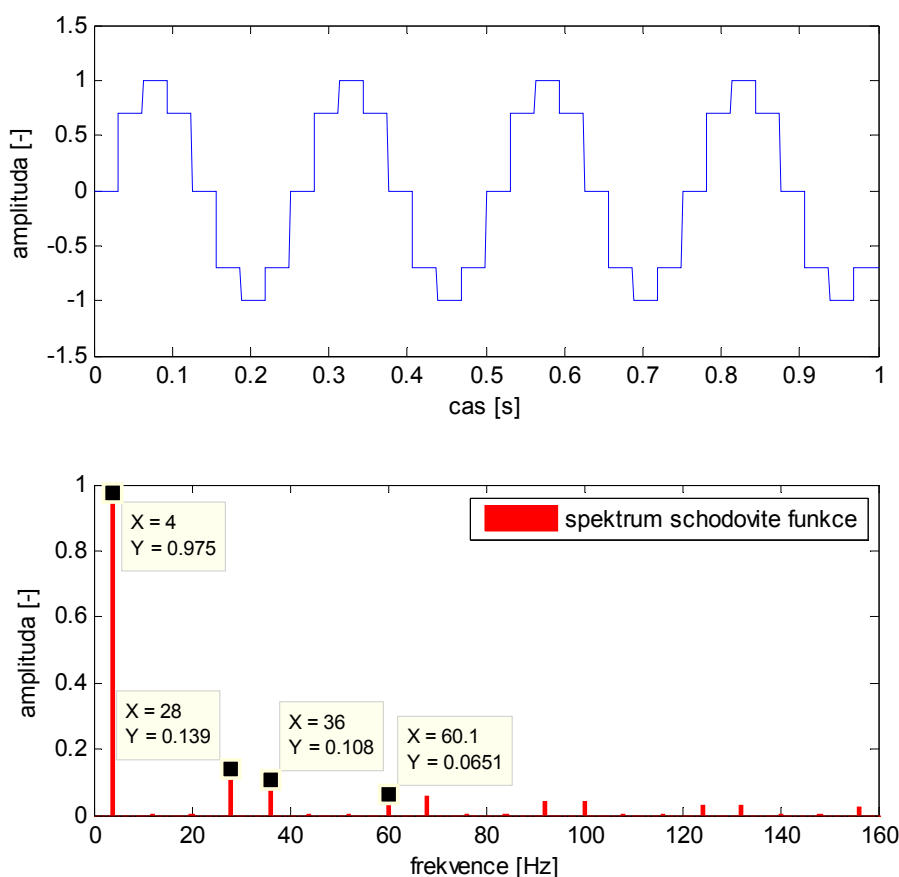 1.5
1
0.5
0
-0.5
-1
-1.5
amplituda [-]
0 0.1 0.2 0.3 0.4 0.5 0.6 0.7 0.8 0.9 1
cas [s]
1
0.8
0.6
0.4
0.2
0
amplituda [-]
X = 4
Y = 0.975
spektrum schodovite funkce
X = 28
Y = 0.139
X = 36
Y = 0.108
X = 60.1
Y = 0.0651
0 20 40 60 80 100 120 140 160
frekvence [Hz]